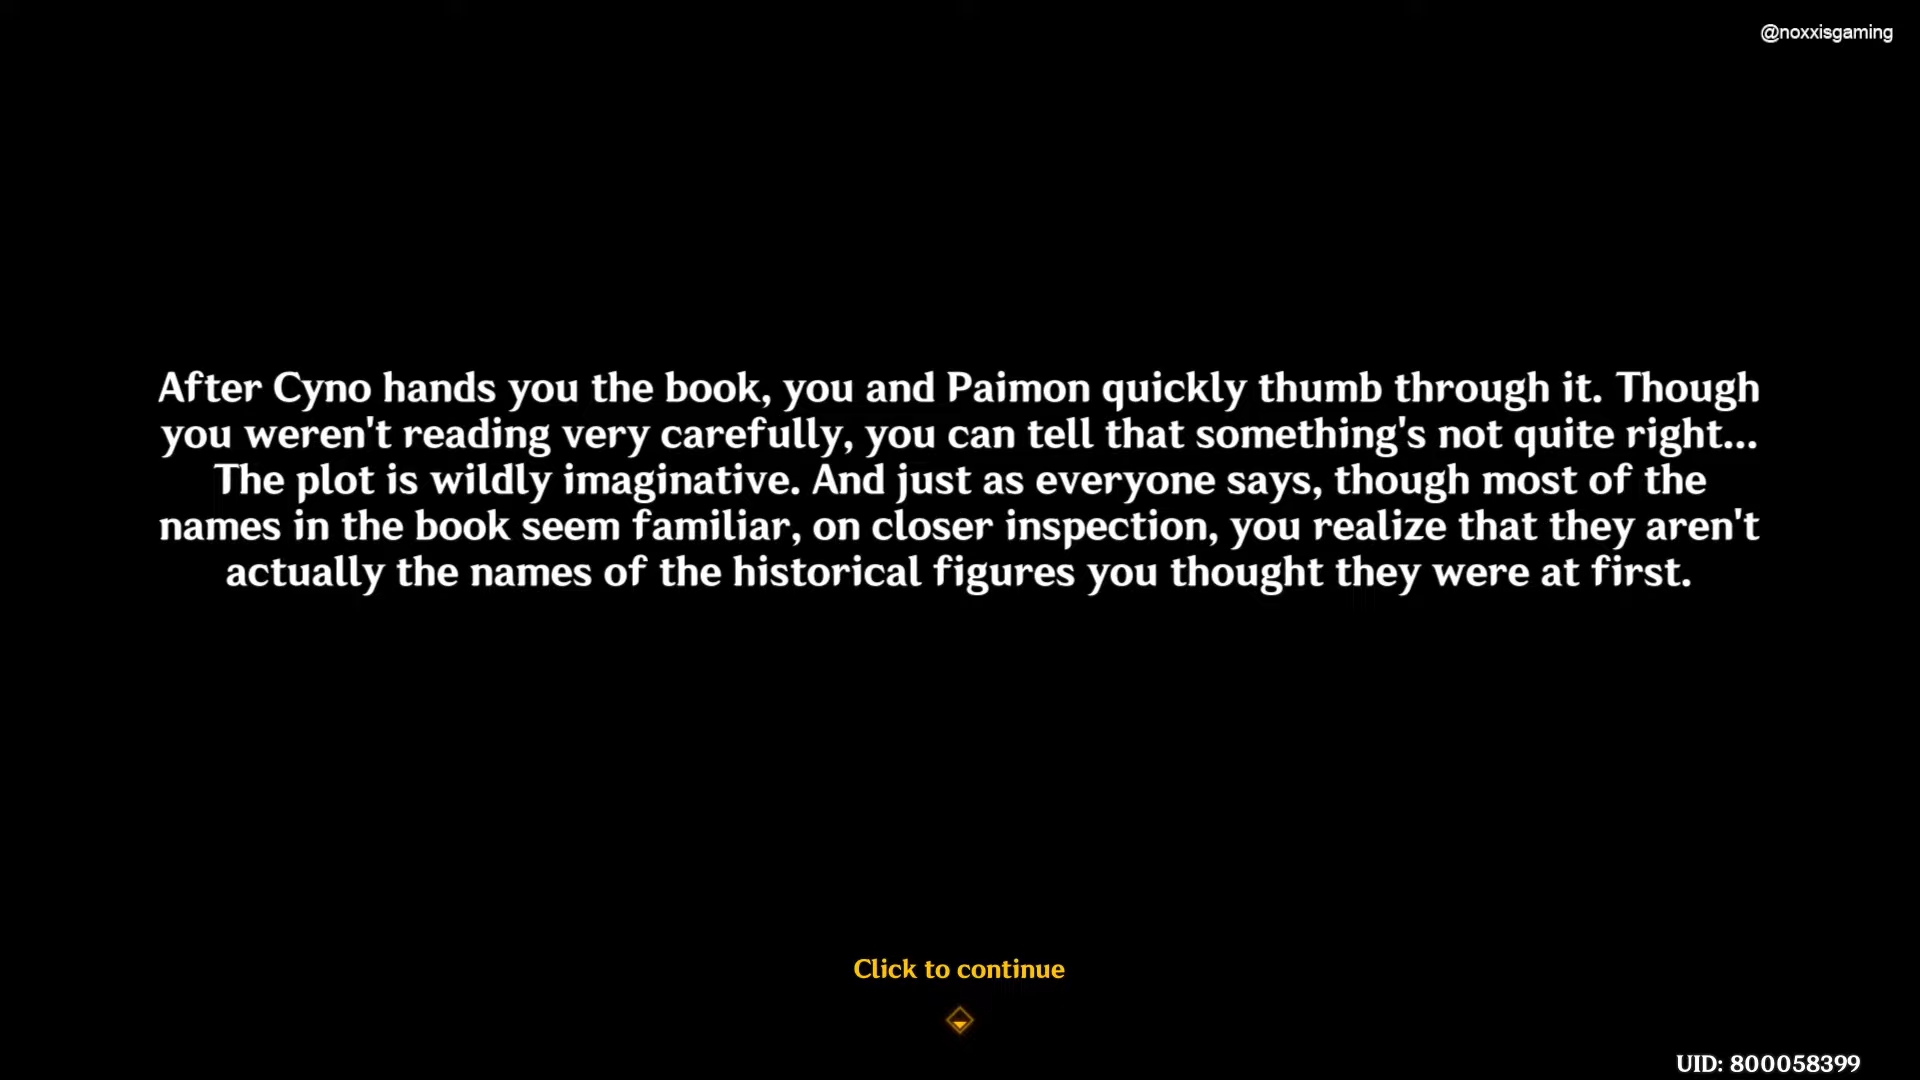 @noxxisgaming
After Cyno hands you the book, you and Paimon quickly thumb through it. Though
you weren't reading very carefully, you can tell that something's not quite right...
The plot is wildly imaginative. And just as everyone says, though most of the
names in the book seem familiar, on closer inspection, you realize that they aren't
actually the names of the historical figures you thought they were at first.
Click to continue
UID: 800058399